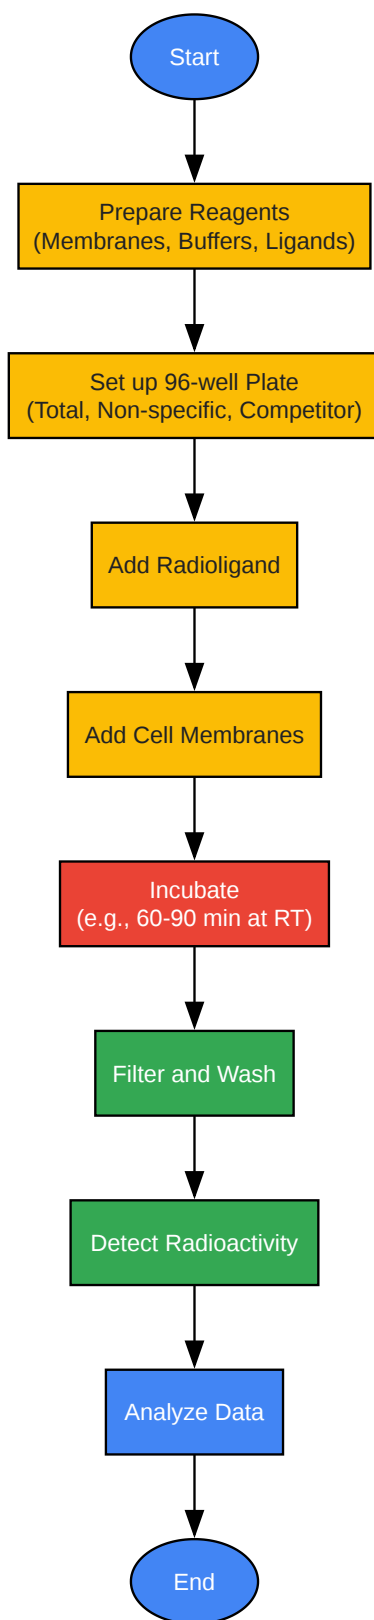 Start
Prepare Reagents
(Membranes, Buffers, Ligands)
Set up 96-well Plate
(Total, Non-specific, Competitor)
Add Radioligand
Add Cell Membranes
Incubate
(e.g., 60-90 min at RT)
Filter and Wash
Detect Radioactivity
Analyze Data
End